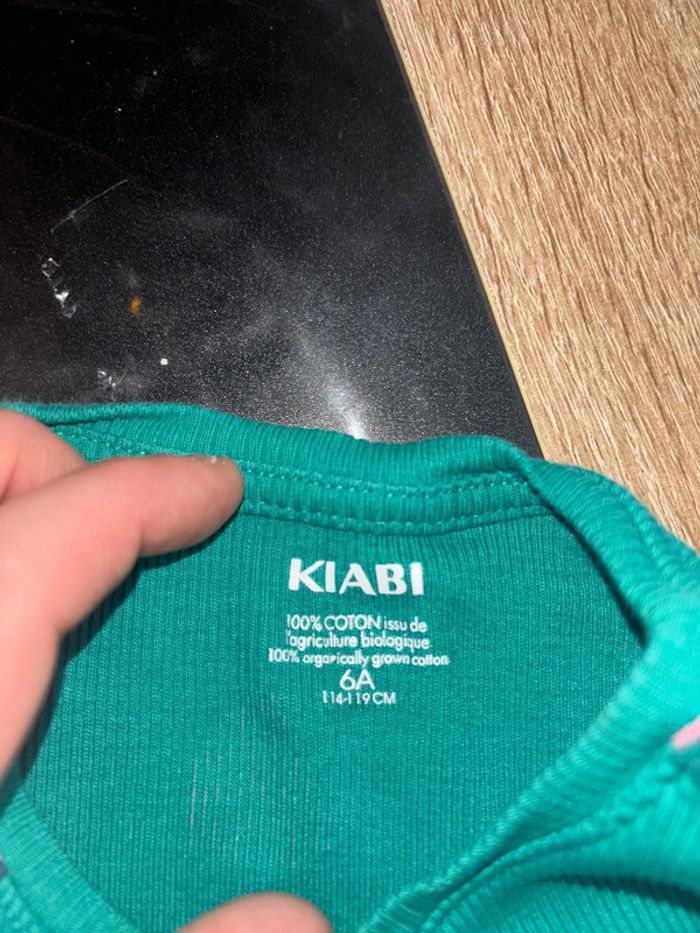 KIABI
100% COTON issu de
l'agriculture biologique
100% organically grown cotton
6A
114-119 CM